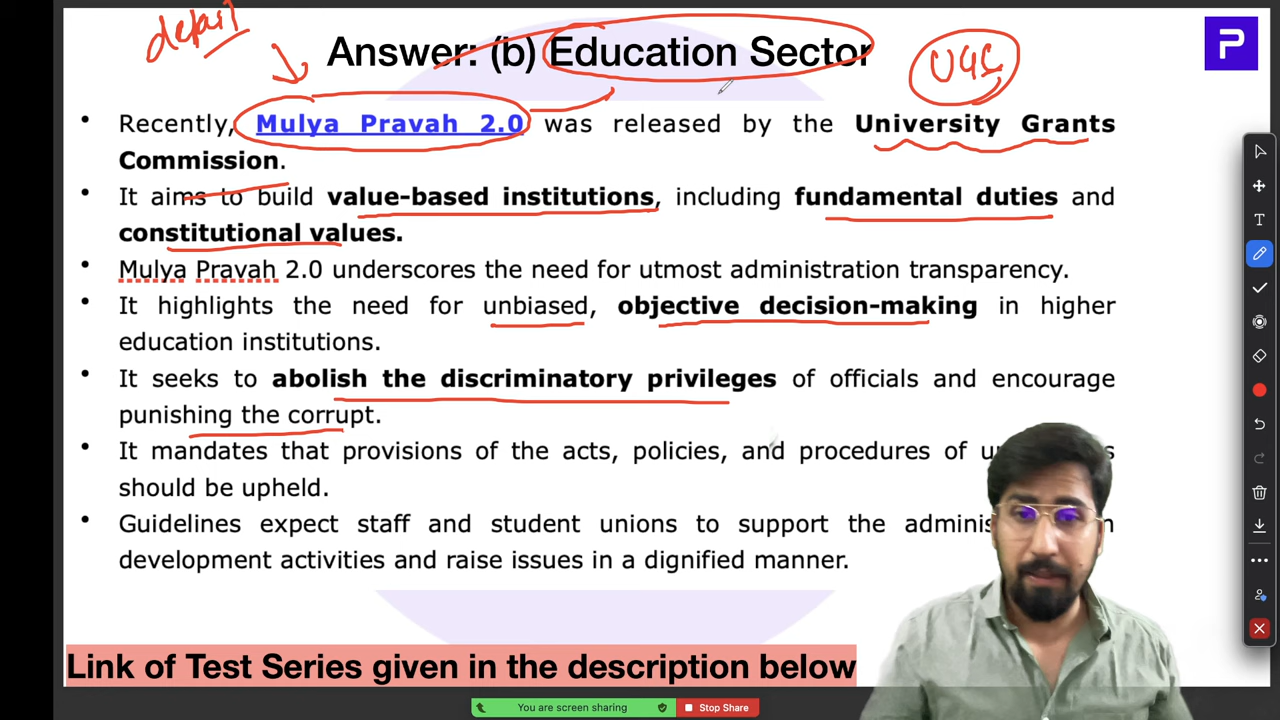 detail
Answer: (b) Education Sector
UGC
P
• Recently, Mulya Pravah 2.0 was released by the University Grants
Commission.
• It aims to build value-based institutions, including fundamental duties and
constitutional values.
• Mulya Pravah 2.0 underscores the need for utmost administration transparency.
• It highlights the need for unbiased, objective decision-making in higher
education institutions.
• It seeks to abolish the discriminatory privileges of officials and encourage
punishing the corrupt.
• It mandates that provisions of the acts, policies, and procedures of
should be upheld.
• Guidelines expect staff and student unions to support the
development activities and raise issues in a dignified manner.
Link of Test Series given in the description below
You are screen sharing
Stop Share